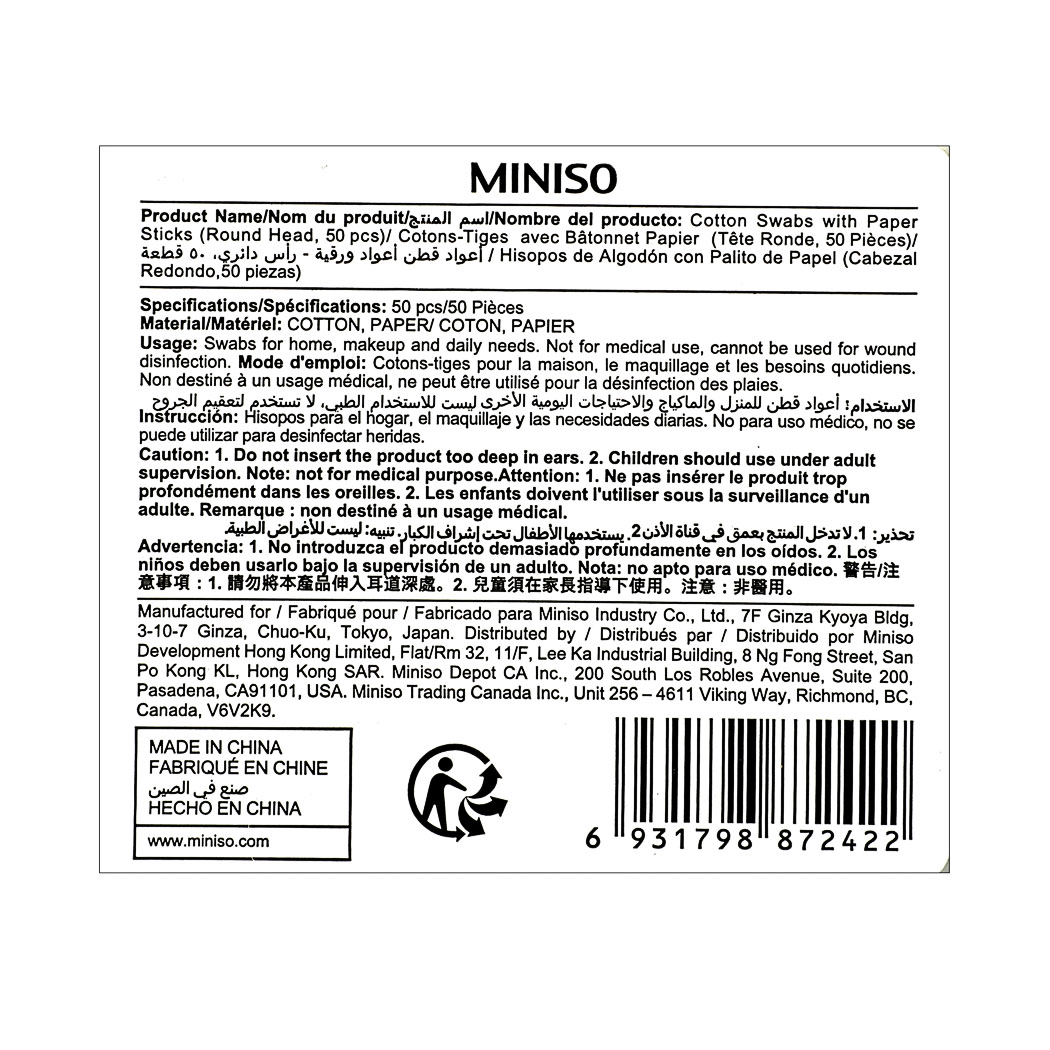 MINISO
Product Name/Nom du produit/اسم المنتج/Nombre del producto: Cotton Swabs with Paper
Sticks (Round Head, 50 pcs)/ Cotons-Tiges avec Bâtonnet Papier (Tête Ronde, 50 Pièces)/
أعواد قطن أعواد ورقية - رأس دائري، ٥٠ قطعة / Hisopos de Algodón con Palito de Papel (Cabezal
Redondo,50 piezas)
Specifications/Spécifications: 50 pcs/50 Pièces
Material/Matériel: COTTON, PAPER/ COTON, PAPIER
Usage: Swabs for home, makeup and daily needs. Not for medical use, cannot be used for wound
disinfection. Mode d'emploi: Cotons-tiges pour la maison, le maquillage et les besoins quotidiens.
Non destiné à un usage médical, ne peut être utilisé pour la désinfection des plaies.
الاستخدام: أعواد قطن للمنزل والماكياج والاحتياجات اليومية الأخرى ليست للاستخدام الطبي، لا تستخدم لتعقيم الجروح
Instrucción: Hisopos para el hogar, el maquillaje y las necesidades diarias. No para uso médico, no se
puede utilizar para desinfectar heridas.
Caution: 1. Do not insert the product too deep in ears. 2. Children should use under adult
supervision. Note: not for medical purpose.Attention: 1. Ne pas insérer le produit trop
profondément dans les oreilles. 2. Les enfants doivent l'utiliser sous la surveillance d'un
adulte. Remarque : non destiné à un usage médical.
تحذير: 1. لا تدخل المنتج بعمق في قناة الأذن 2. يستخدمها الأطفال تحت إشراف الكبار. تنبيه: ليست للأغراض الطبية.
Advertencia: 1. No introduzca el producto demasiado profundamente en los oídos. 2. Los
niños deben usarlo bajo la supervisión de un adulto. Nota: no apto para uso médico. 警告/注
意事項：1. 請勿將本產品伸入耳道深處。2. 兒童須在家長指導下使用。注意：非醫用。
Manufactured for / Fabriqué pour / Fabricado para Miniso Industry Co., Ltd., 7F Ginza Kyoya Bldg,
3-10-7 Ginza, Chuo-Ku, Tokyo, Japan. Distributed by / Distribués par / Distribuido por Miniso
Development Hong Kong Limited, Flat/Rm 32, 11/F, Lee Ka Industrial Building, 8 Ng Fong Street, San
Po Kong KL, Hong Kong SAR. Miniso Depot CA Inc., 200 South Los Robles Avenue, Suite 200,
Pasadena, CA91101, USA. Miniso Trading Canada Inc., Unit 256 – 4611 Viking Way, Richmond, BC,
Canada, V6V2K9.
MADE IN CHINA
FABRIQUÉ EN CHINE
صنع في الصين
HECHO EN CHINA
www.miniso.com
6 931798 872422